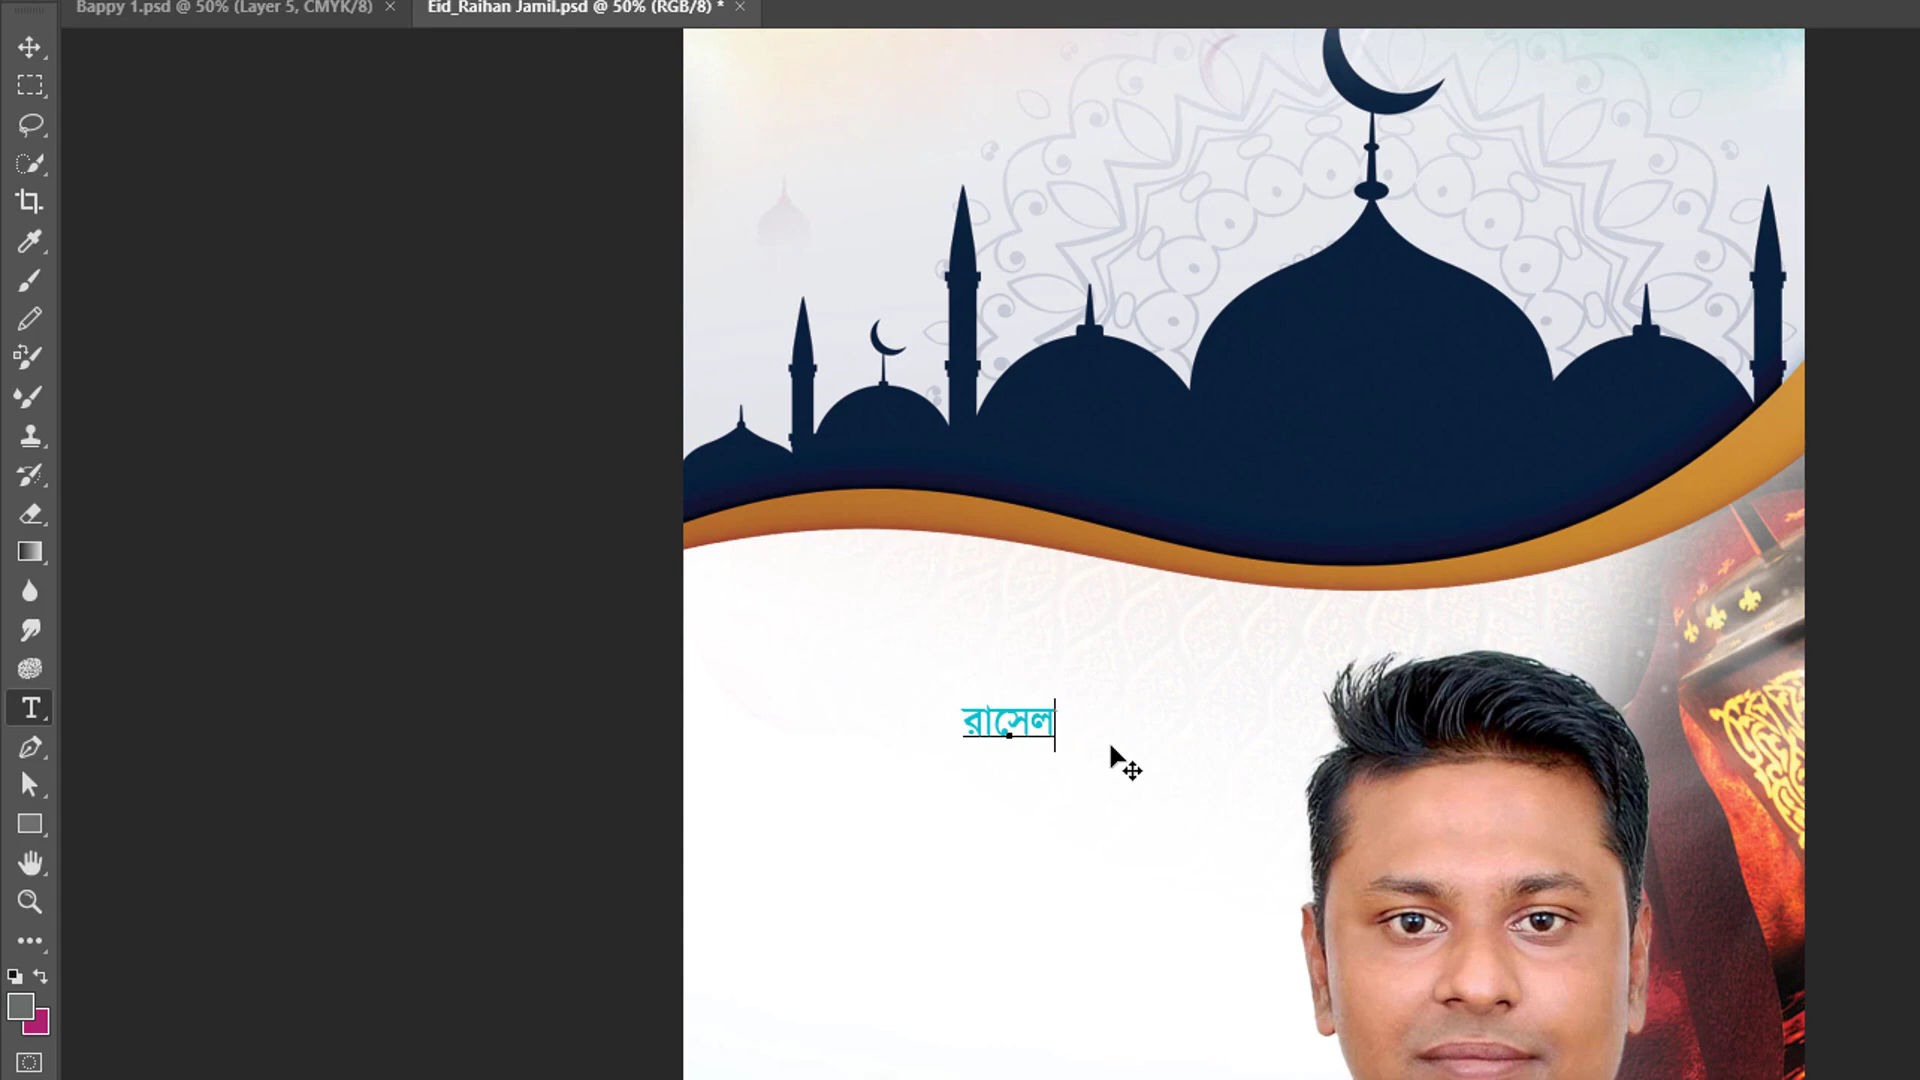 Bappy 1.psd @ 50% (Layer 5, CMYK/8)
Eid_Raihan Jamil.psd @ 50% (RGB/8) *
রাসেল